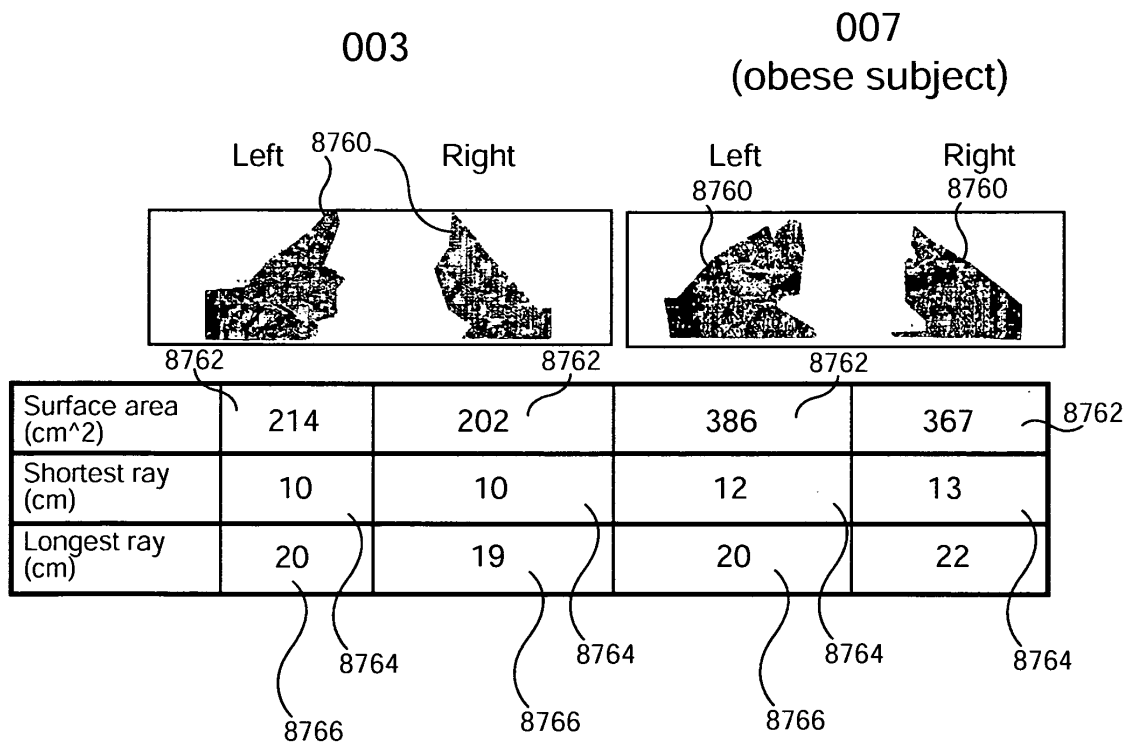 003
007
(obese subject)
Left
8760
Right
Left
8760
Right
8760
8762
8762
8762
Surface area
(cm^2)
214
202
386
367
8762
Shortest ray
(cm)
10
10
12
13
Longest ray
(cm)
20
19
20
22
8764
8764
8764
8764
8766
8766
8766